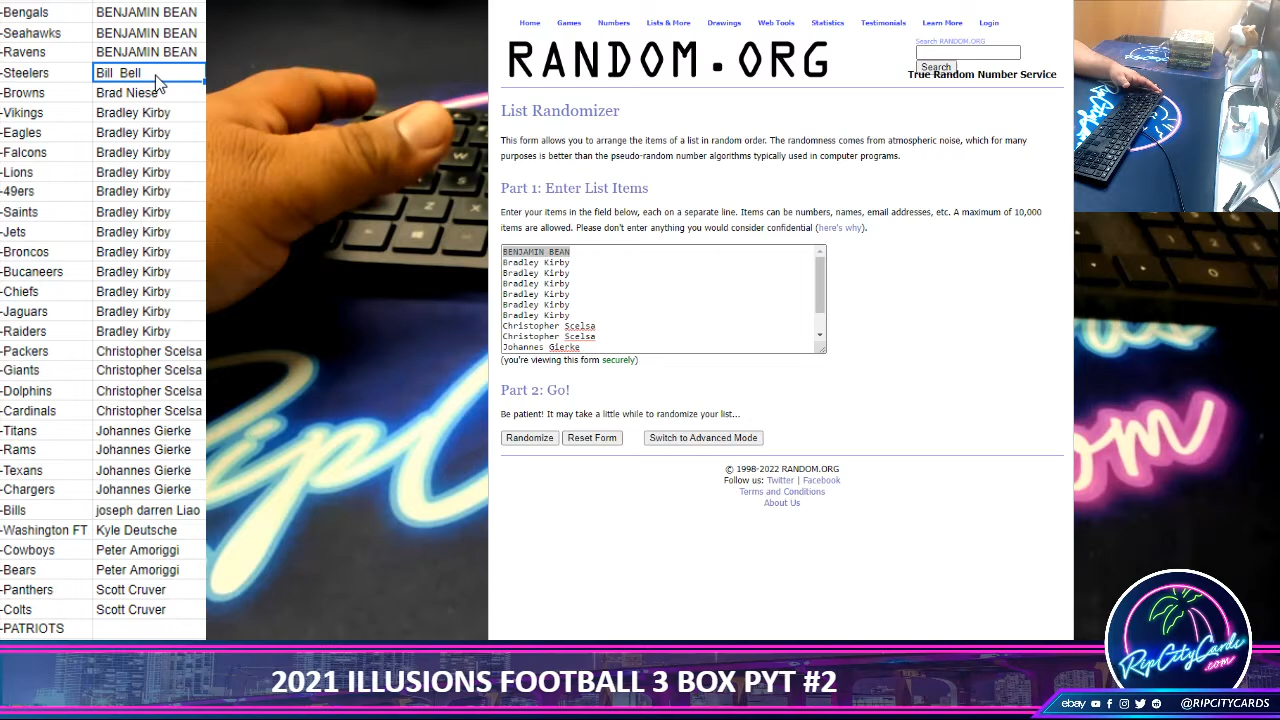 -Bengals BENJAMIN BEAN
-Seahawks BENJAMIN BEAN
-Ravens BENJAMIN BEAN
-Steelers Bill  Bell
-Browns Brad Niese
-Vikings Bradley Kirby
-Eagles Bradley Kirby
-Falcons Bradley Kirby
-Lions Bradley Kirby
-49ers Bradley Kirby
-Saints Bradley Kirby
-Jets Bradley Kirby
-Broncos Bradley Kirby
-Bucaneers Bradley Kirby
-Chiefs Bradley Kirby
-Jaguars Bradley Kirby
-Raiders Bradley Kirby
-Packers Christopher Scelsa
-Giants Christopher Scelsa
-Dolphins Christopher Scelsa
-Cardinals Christopher Scelsa
-Titans Johannes Gierke
-Rams Johannes Gierke
-Texans Johannes Gierke
-Chargers Johannes Gierke
-Bills joseph darren Liao
-Washington FT Kyle Deutsche
-Cowboys Peter Amoriggi
-Bears Peter Amoriggi
-Panthers Scott Cruver
-Colts Scott Cruver
-PATRIOTS
W
Home Games Numbers Lists & More Drawings Web Tools Statistics Testimonials Learn More Login
RANDOM.ORG
Search RANDOM.ORG
Search
True Random Number Service
List Randomizer
This form allows you to arrange the items of a list in random order. The randomness comes from atmospheric noise, which for many
purposes is better than the pseudo-random number algorithms typically used in computer programs.
Part 1: Enter List Items
Enter your items in the field below, each on a separate line. Items can be numbers, names, email addresses, etc. A maximum of 10,000
items are allowed. Please don't enter anything you would consider confidential (here's why).
BENJAMIN BEAN
Bradley Kirby
Bradley Kirby
Bradley Kirby
Bradley Kirby
Bradley Kirby
Bradley Kirby
Christopher Scelsa
Christopher Scelsa
Johannes Gierke
(you're viewing this form securely)
Part 2: Go!
Be patient! It may take a little while to randomize your list...
Randomize Reset Form Switch to Advanced Mode
© 1998-2022 RANDOM.ORG
Follow us: Twitter | Facebook
Terms and Conditions
About Us
2021 ILLUSIONS FOOTBALL 3 BOX PYT #2
RipCityCards
.com
ebay @RIPCITYCARDS